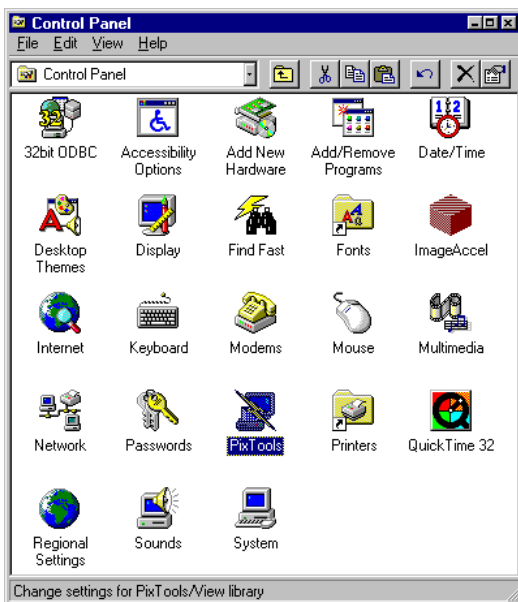 Control Panel
File Edit View Help
Control Panel
32bit ODBC
Accessibility
Options
Add New
Hardware
Add/Remove
Programs
Date/Time
Desktop
Themes
Display
Find Fast
Fonts
ImageAccel
Internet
Keyboard
Modems
Mouse
Multimedia
Network
Passwords
PixTools
Printers
QuickTime 32
Regional
Settings
Sounds
System
Change settings for PixTools/View library